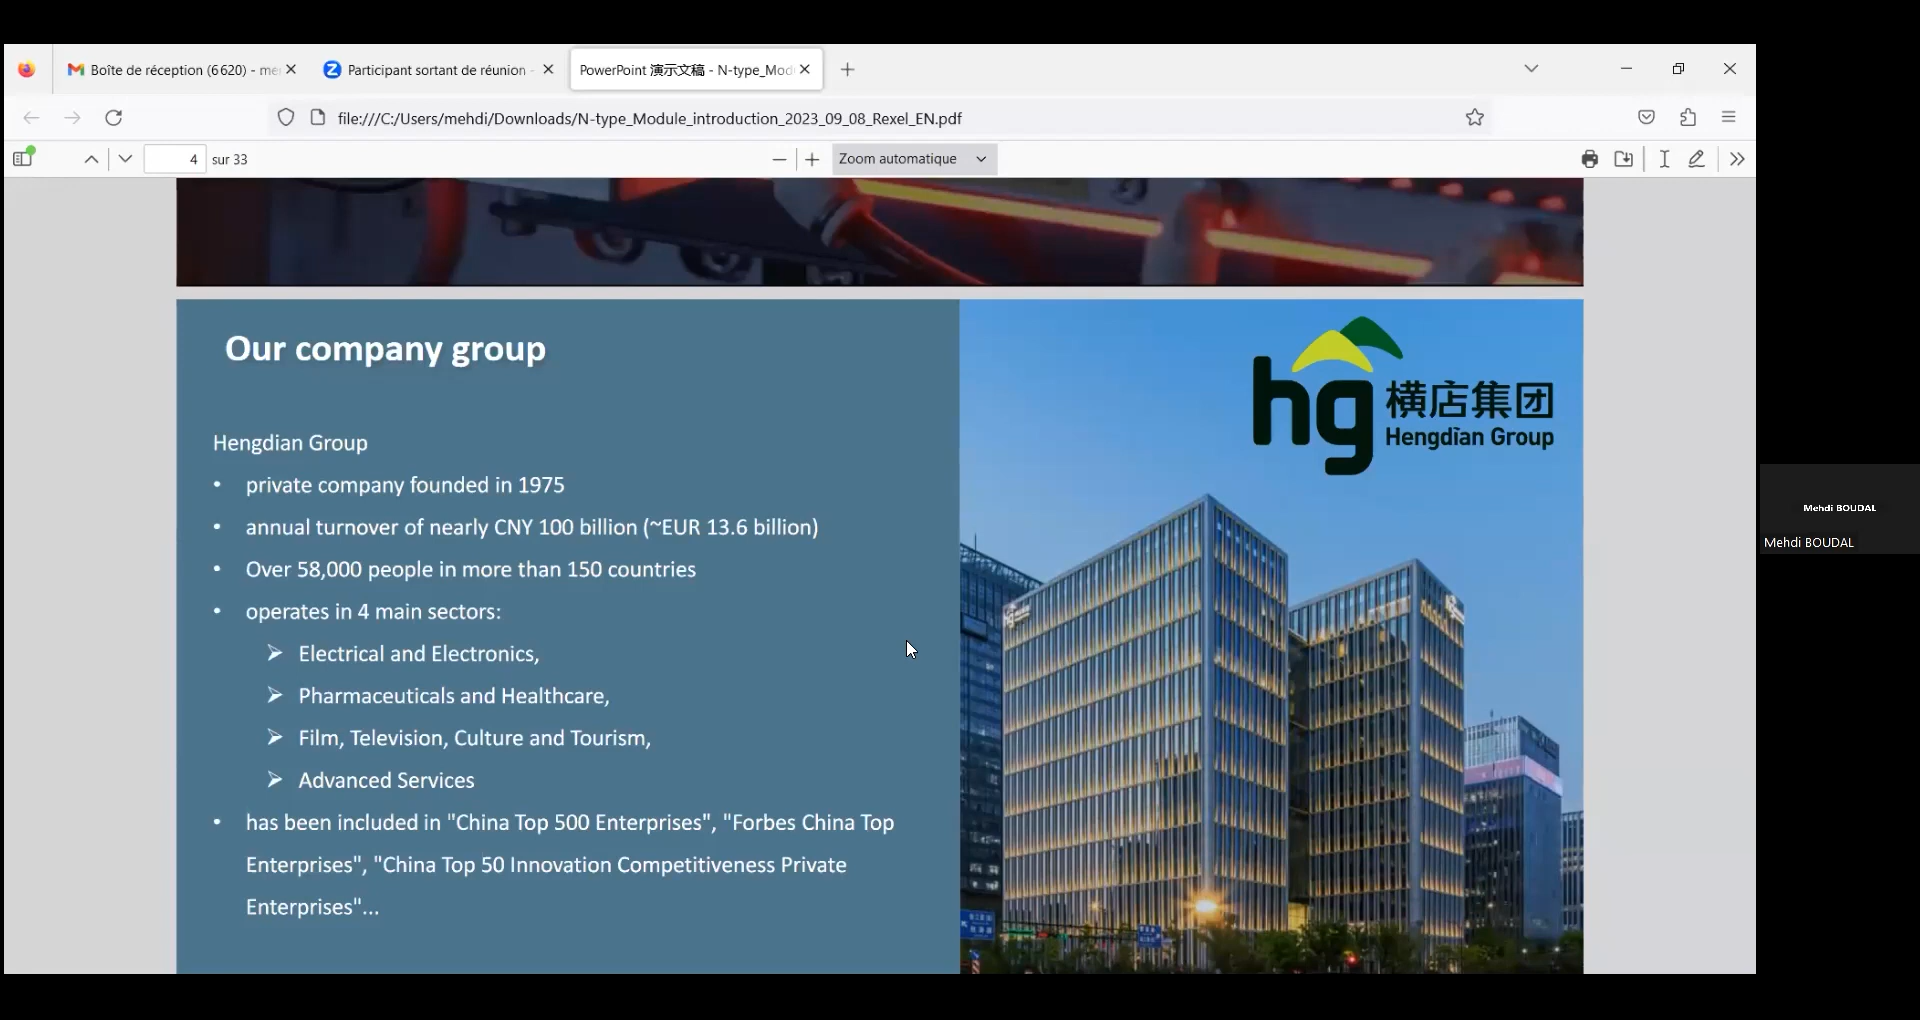 Boîte de réception (6 620) - me
Participant sortant de réunion -
PowerPoint 演示文稿 - N-type_Mod
file:///C:/Users/mehdi/Downloads/N-type_Module_introduction_2023_09_08_Rexel_EN.pdf
4 sur 33
Zoom automatique
Our company group
hg 横店集团
Hengdian Group
Hengdian Group
• private company founded in 1975
• annual turnover of nearly CNY 100 billion (~EUR 13.6 billion)
• Over 58,000 people in more than 150 countries
• operates in 4 main sectors:
➢ Electrical and Electronics,
➢ Pharmaceuticals and Healthcare,
➢ Film, Television, Culture and Tourism,
➢ Advanced Services
• has been included in "China Top 500 Enterprises", "Forbes China Top
Enterprises", "China Top 50 Innovation Competitiveness Private
Enterprises"...
Mehdi BOUDAL
Mehdi BOUDAL